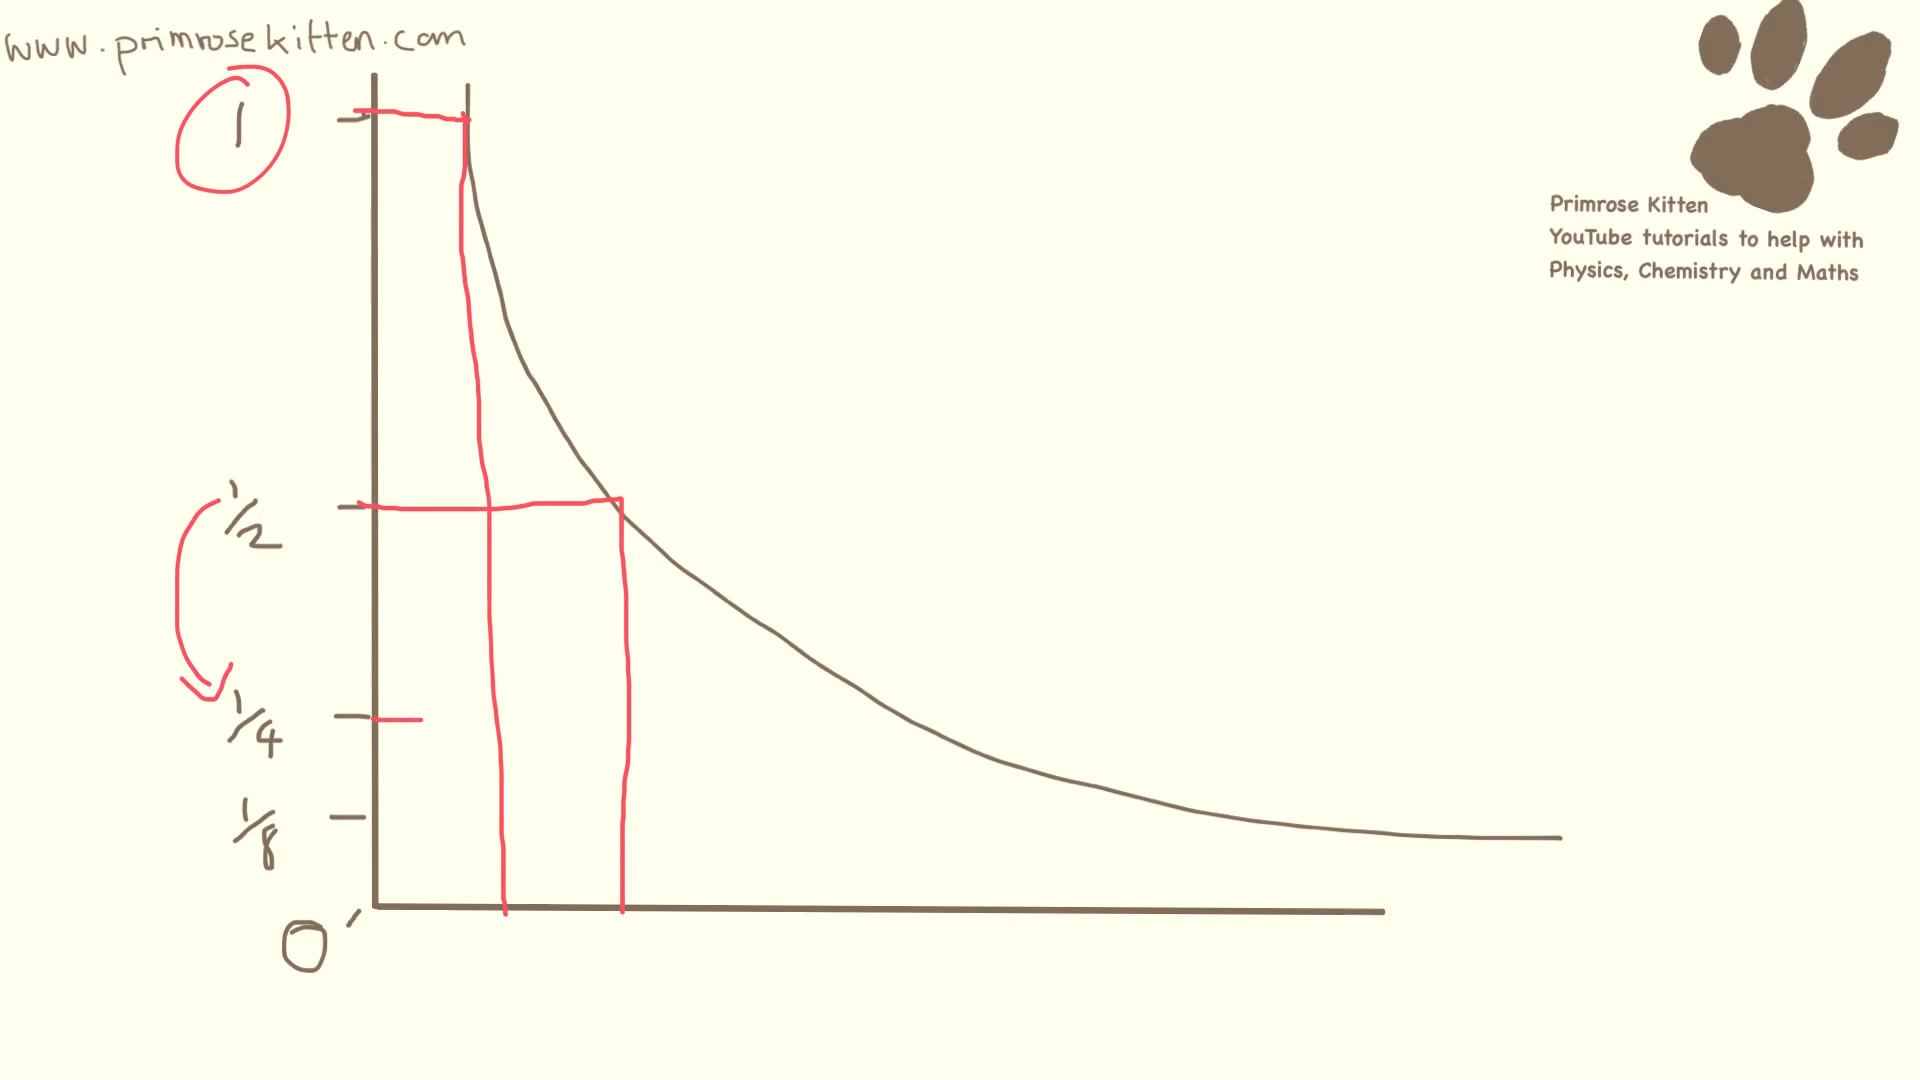 www.primrosekitten.com
1
Primrose Kitten
YouTube tutorials to help with
Physics, Chemistry and Maths
1/2
1/4
1/8
0